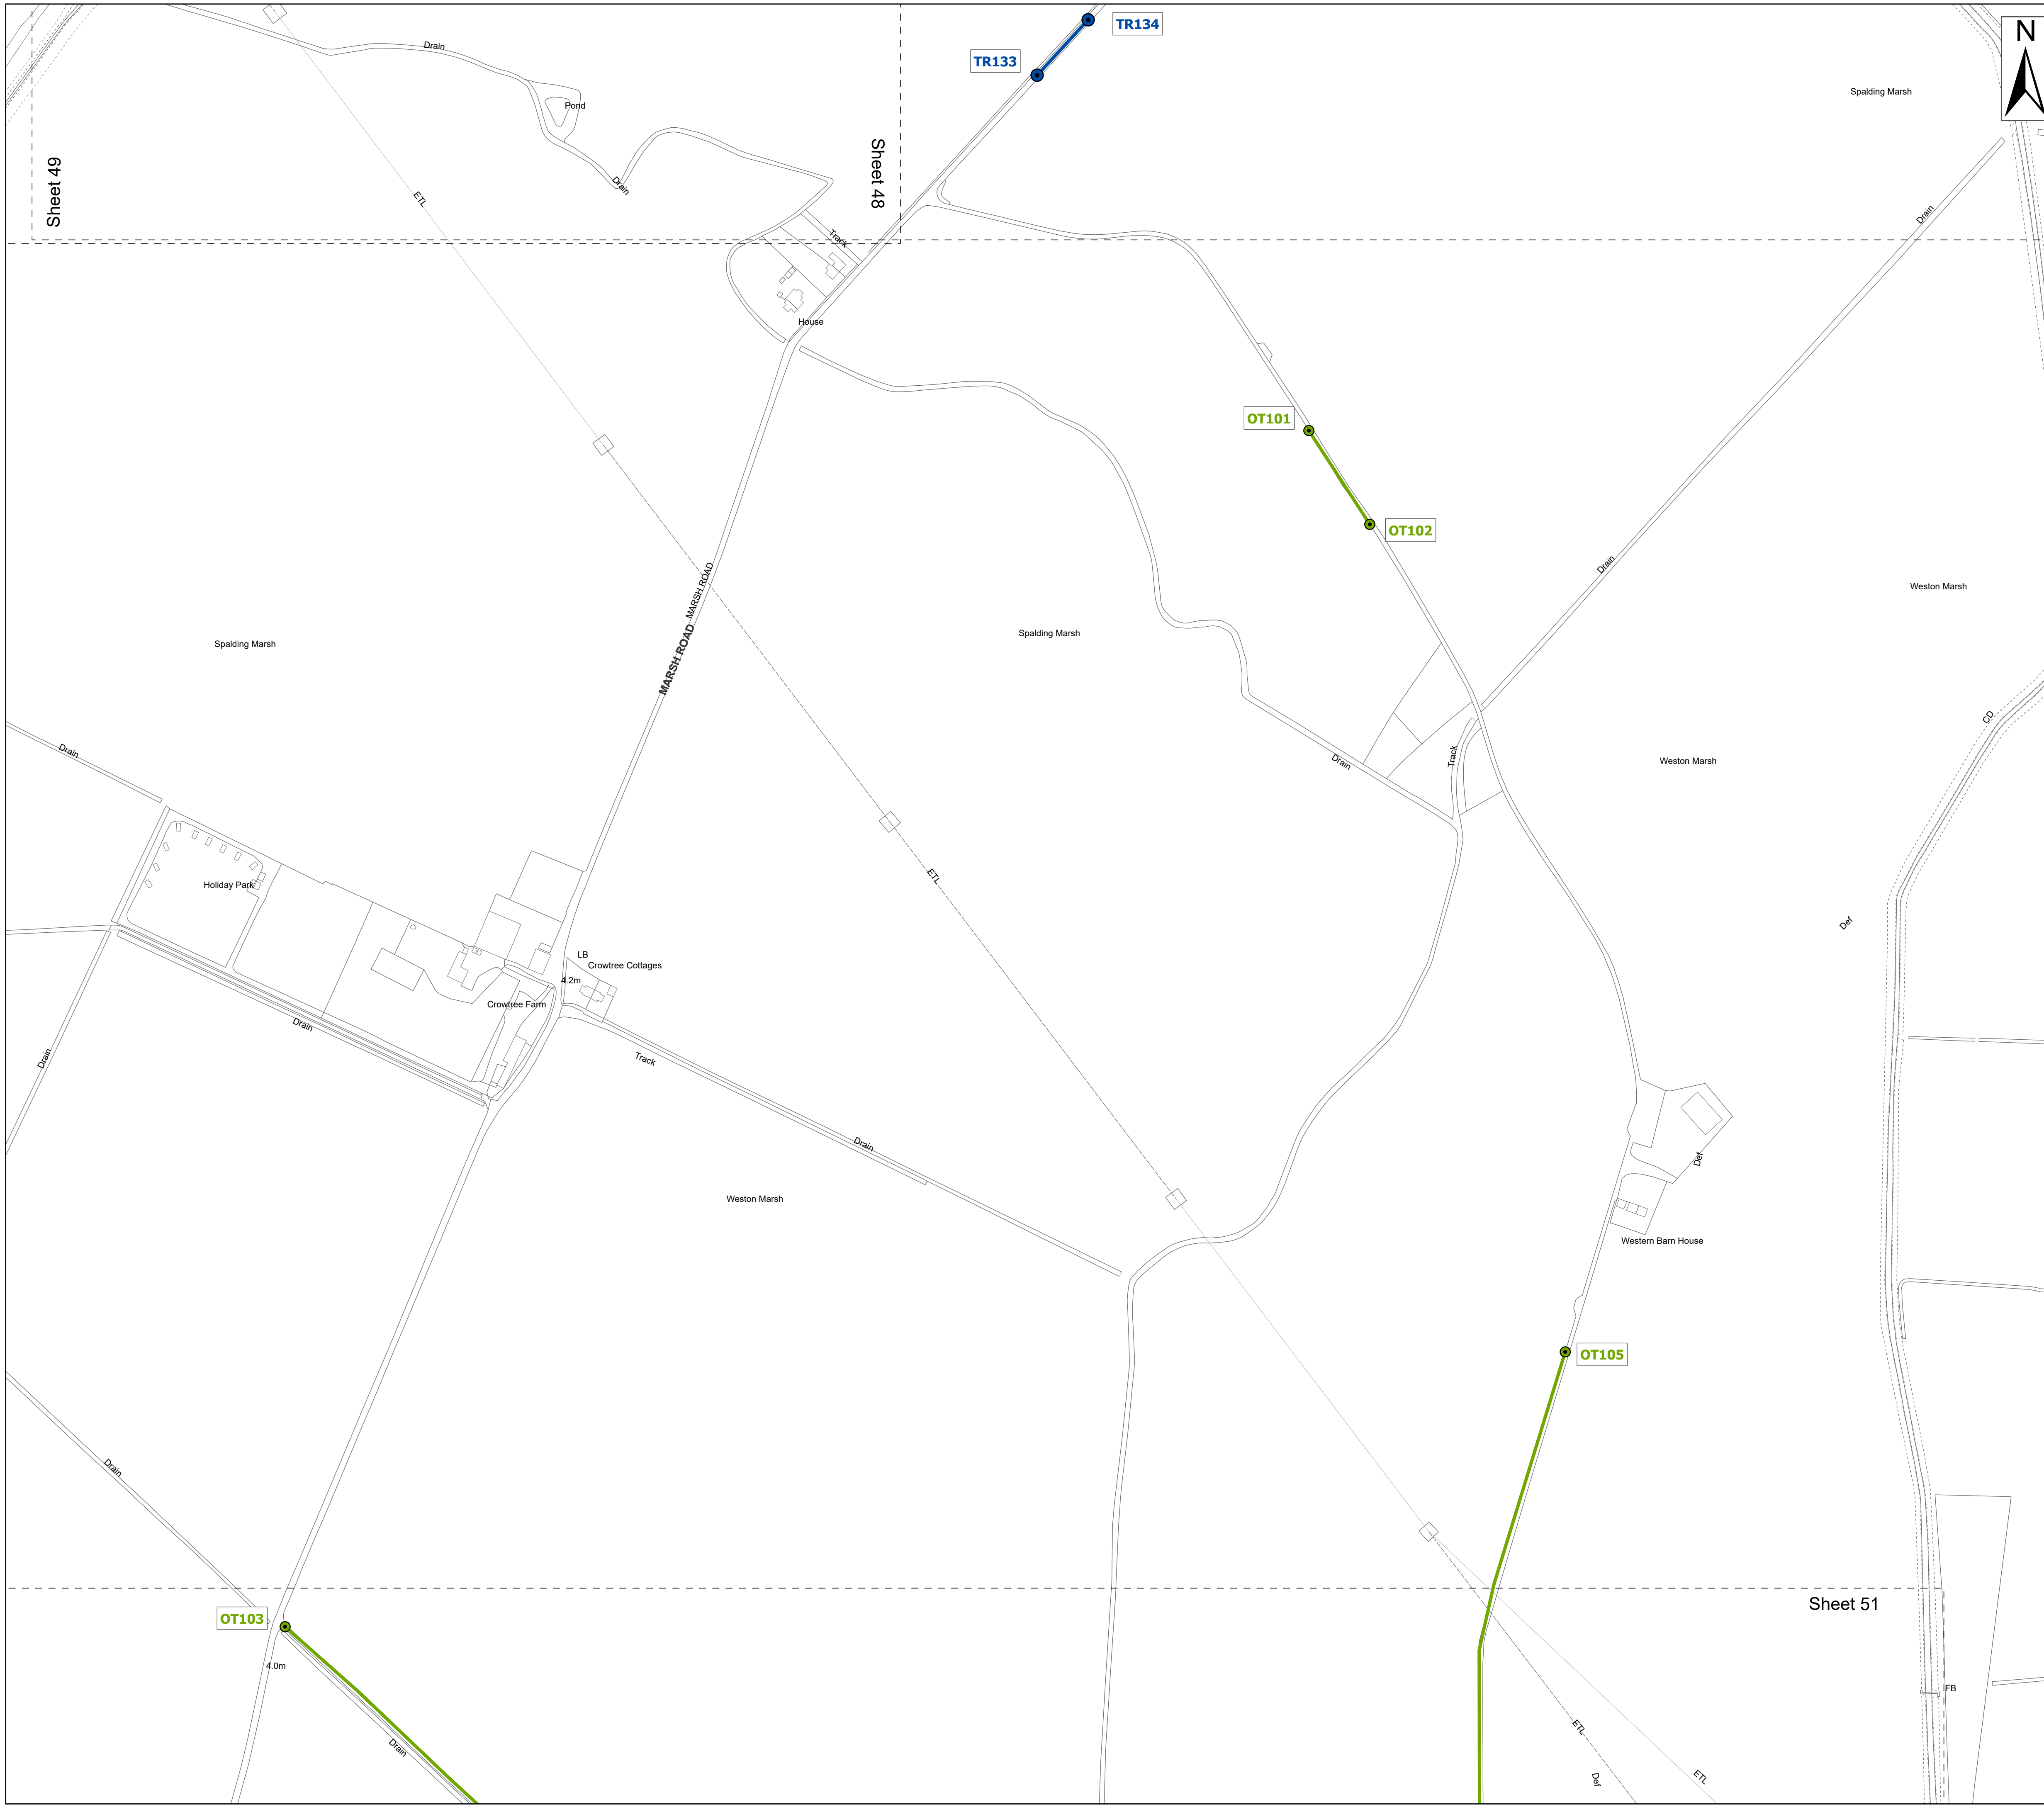 N
TR134
TR133
Drain
Spalding Marsh
Pond
Sheet 49
Sheet 48
Drain
ETL
Drain
Track
House
OT101
OT102
Drain
MARSH ROAD
MARSH ROAD
Weston Marsh
Spalding Marsh
Spalding Marsh
CD
Drain
Drain
Track
Weston Marsh
ETL
Holiday Park
Def
LB
Crowtree Cottages
4.2m
Crowtree Farm
Drain
Drain
Track
Drain
Def
Weston Marsh
Western Barn House
OT105
Drain
Sheet 51
OT103
4.0m
FB
ETL
Drain
ETL
Def